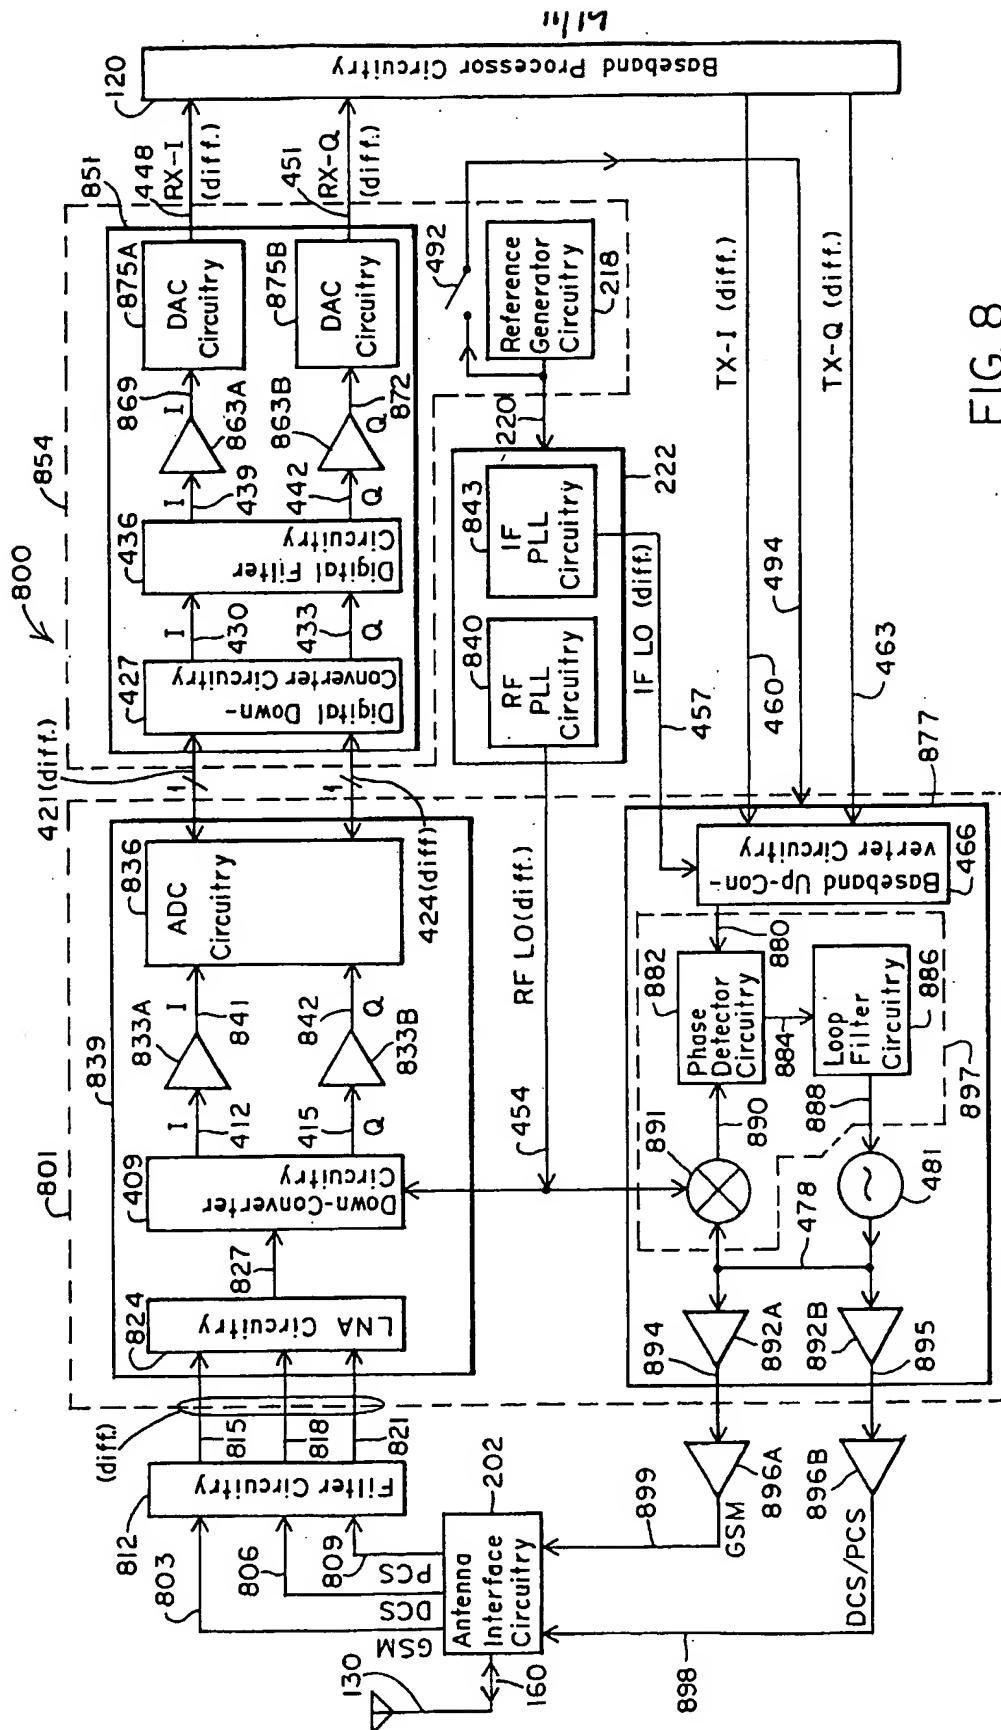 800
854
801
120
Baseband Processor Circuitry
RX-I
448
(diff.)
451
RX-Q
(diff.)
851
875A
DAC
Circuitry
875B
DAC
Circuitry
869
I
863A
863B
Q
872
I
439
442
Q
436
Digital Filter
Circuitry
I
430
433
Q
427
Digital Down-
Converter Circuitry
492
Reference
Generator
Circuitry
218
220
222
843
IF
PLL
Circuitry
840
RF
PLL
Circuitry
421(diff.)
1
1
424(diff)
839
836
ADC
Circuitry
833A
I
841
842
Q
833B
I
412
415
Q
409
Down-Converter
Circuitry
827
824
LNA Circuitry
(diff.)
815
818
821
812
Filter Circuitry
803
806
809
GSM
DCS
PCS
202
Antenna
Interface
Circuitry
130
160
RF LO(diff.)
454
IF LO (diff.)
457
TX-I (diff.)
460
494
TX-Q (diff.)
463
877
Baseband Up-Con-
verter Circuitry
466
880
882
Phase
Detector
Circuitry
884
Loop
Filter
Circuitry
886
888
897
890
891
481
478
892A
892B
894
895
896A
896B
GSM
DCS/PCS
899
898
FIG. 8